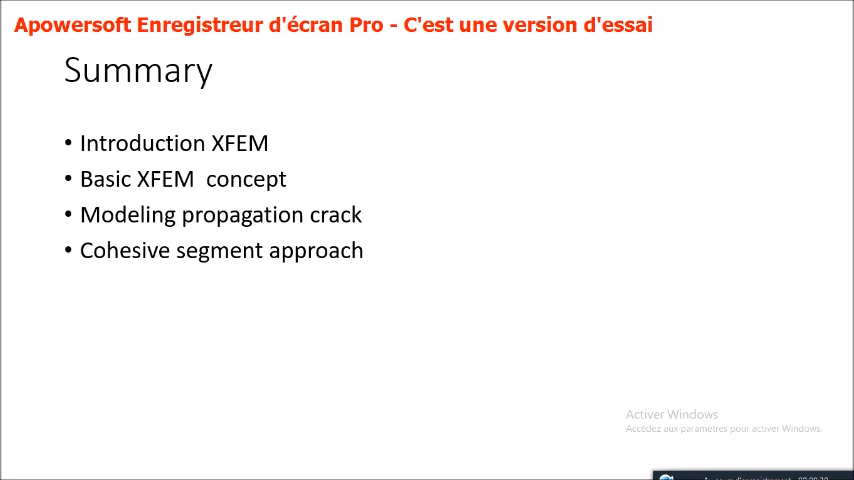 Apowersoft Enregistreur d'écran Pro - C'est une version d'essai
Summary
• Introduction XFEM
• Basic XFEM concept
• Modeling propagation crack
• Cohesive segment approach
Activer Windows
Accédez aux paramètres pour activer Windows.